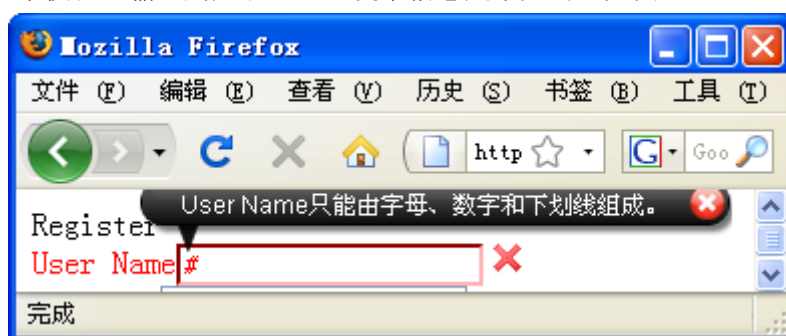 Mozilla Firefox
文件 (F) 编辑 (E) 查看 (V) 历史 (S) 书签 (B) 工具 (T)
http G Goo
User Name只能由字母、数字和下划线组成。
Register
User Name #
完成